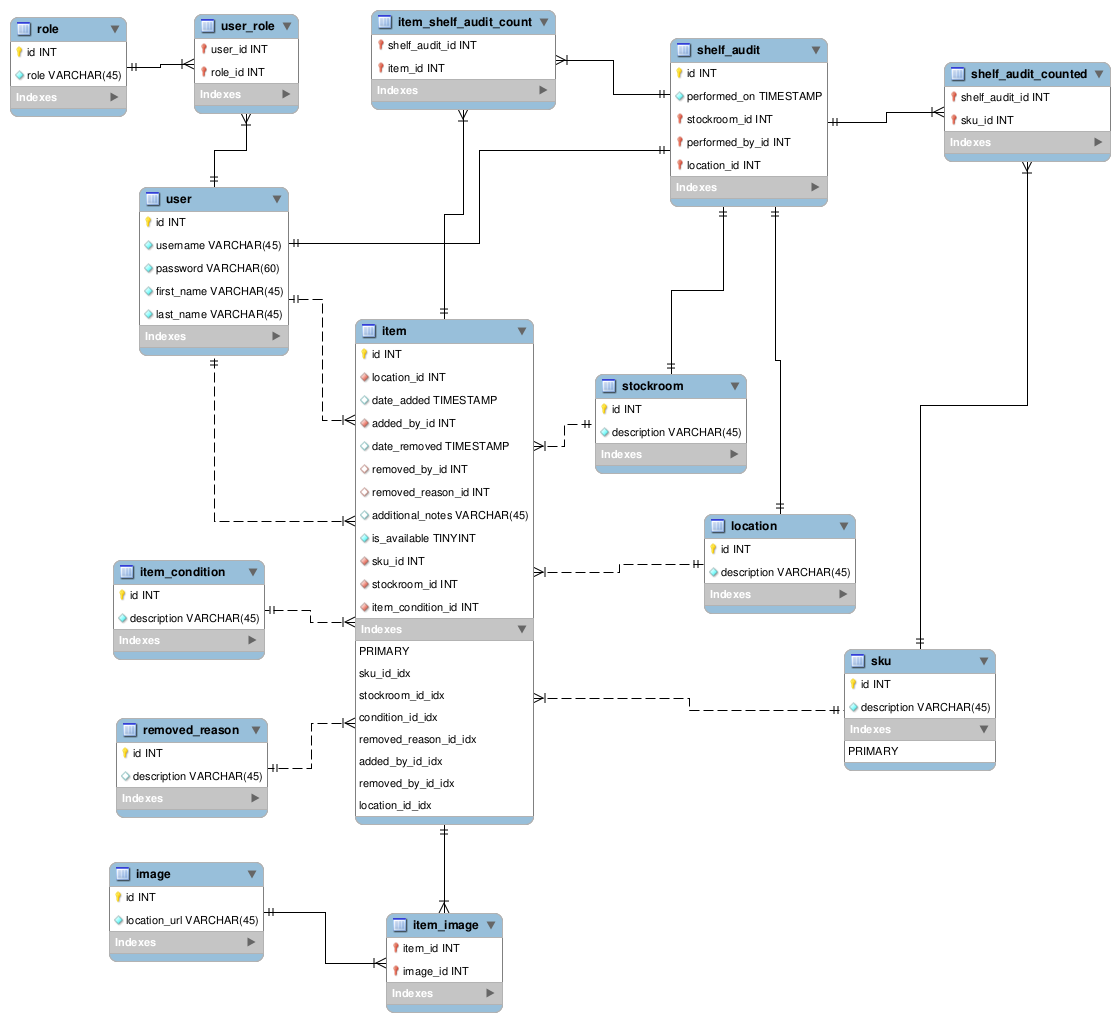 role
id INT
role VARCHAR(45)
Indexes
user_role
user_id INT
role_id INT
Indexes
item_shelf_audit_count
shelf_audit_id INT
item_id INT
Indexes
shelf_audit
id INT
performed_on TIMESTAMP
stockroom_id INT
performed_by_id INT
location_id INT
Indexes
shelf_audit_counted
shelf_audit_id INT
sku_id INT
Indexes
user
id INT
username VARCHAR(45)
password VARCHAR(60)
first_name VARCHAR(45)
last_name VARCHAR(45)
Indexes
item
id INT
location_id INT
date_added TIMESTAMP
added_by_id INT
date_removed TIMESTAMP
removed_by_id INT
removed_reason_id INT
additional_notes VARCHAR(45)
is_available TINYINT
sku_id INT
stockroom_id INT
item_condition_id INT
Indexes
PRIMARY
sku_id_idx
stockroom_id_idx
condition_id_idx
removed_reason_id_idx
added_by_id_idx
removed_by_id_idx
location_id_idx
stockroom
id INT
description VARCHAR(45)
Indexes
location
id INT
description VARCHAR(45)
Indexes
item_condition
id INT
description VARCHAR(45)
Indexes
sku
id INT
description VARCHAR(45)
Indexes
PRIMARY
removed_reason
id INT
description VARCHAR(45)
Indexes
image
id INT
location_url VARCHAR(45)
Indexes
item_image
item_id INT
image_id INT
Indexes